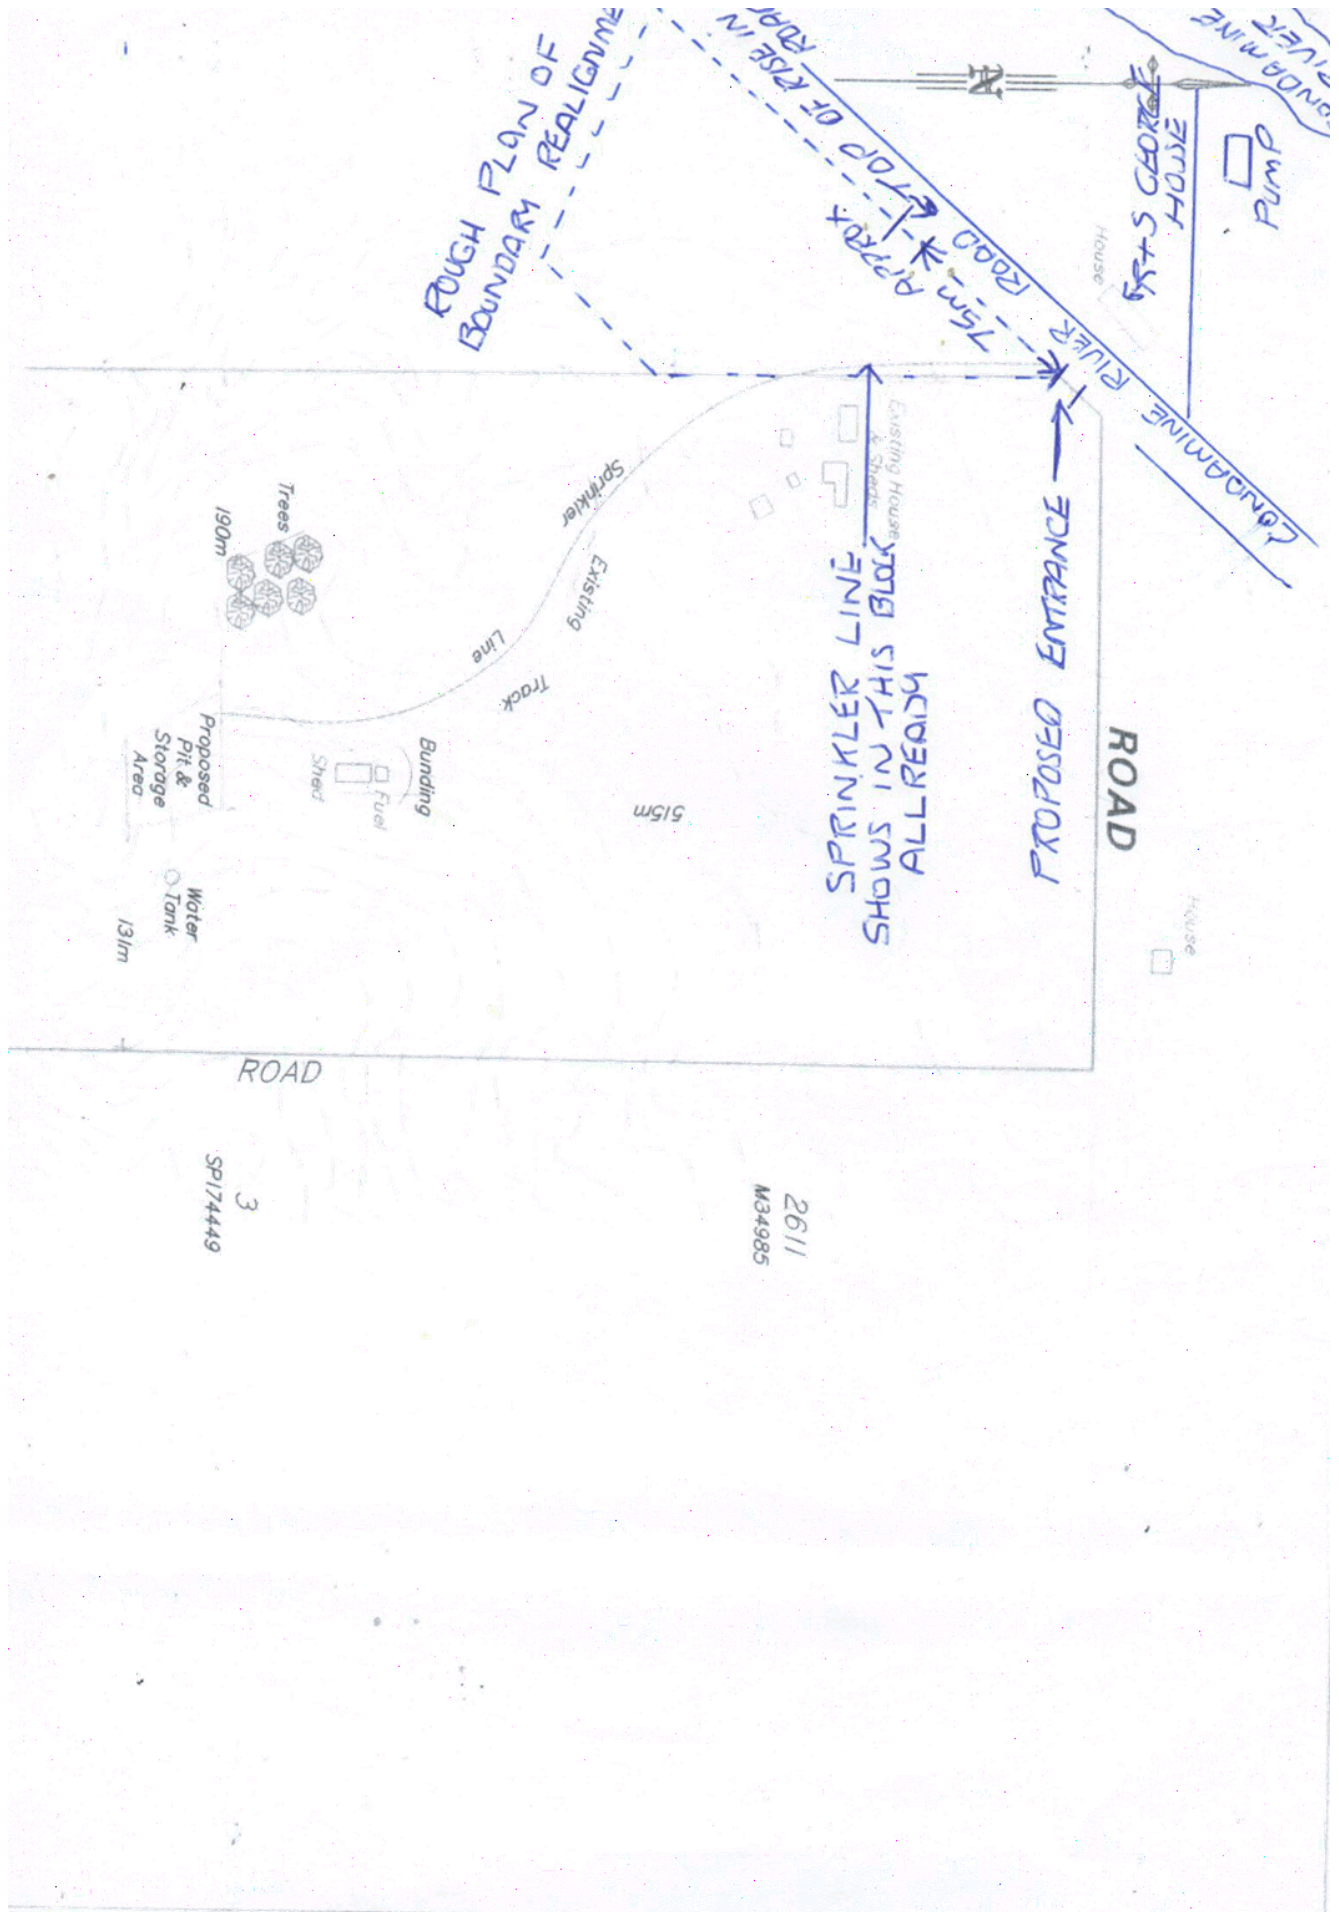 ROUGH PLAN OF
BOUNDARY REALIGNME
TOP OF RISE IN
ROAD
APPROX
75m
CONDAMINE RIVER ROAD
CONDAMINE
RIVER
N
R+S GEORGE
HOUSE
PUMP
House
Existing House
& Sheds
SPRINKLER LINE
SHOWS IN THIS BLOCK
ALLREADY
PROPOSED ENTRANCE
ROAD
House
Sprinkler
Line
Existing
Track
Trees
190m
Proposed
Pit &
Storage
Area
Shed
Fuel
Bunding
515m
Water
Tank
131m
ROAD
3
SP174449
2611
M34985